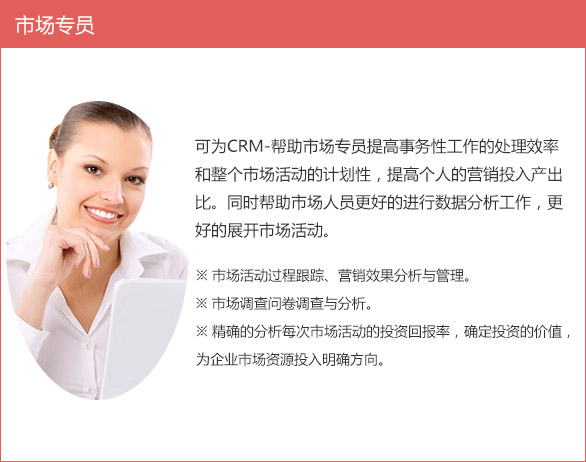 市场专员
可为CRM-帮助市场专员提高事务性工作的处理效率
和整个市场活动的计划性，提高个人的营销投入产出
比。同时帮助市场人员更好的进行数据分析工作，更
好的展开市场活动。
※ 市场活动过程跟踪、营销效果分析与管理。
※ 市场调查问卷调查与分析。
※ 精确的分析每次市场活动的投资回报率，确定投资的价值，
为企业市场资源投入明确方向。